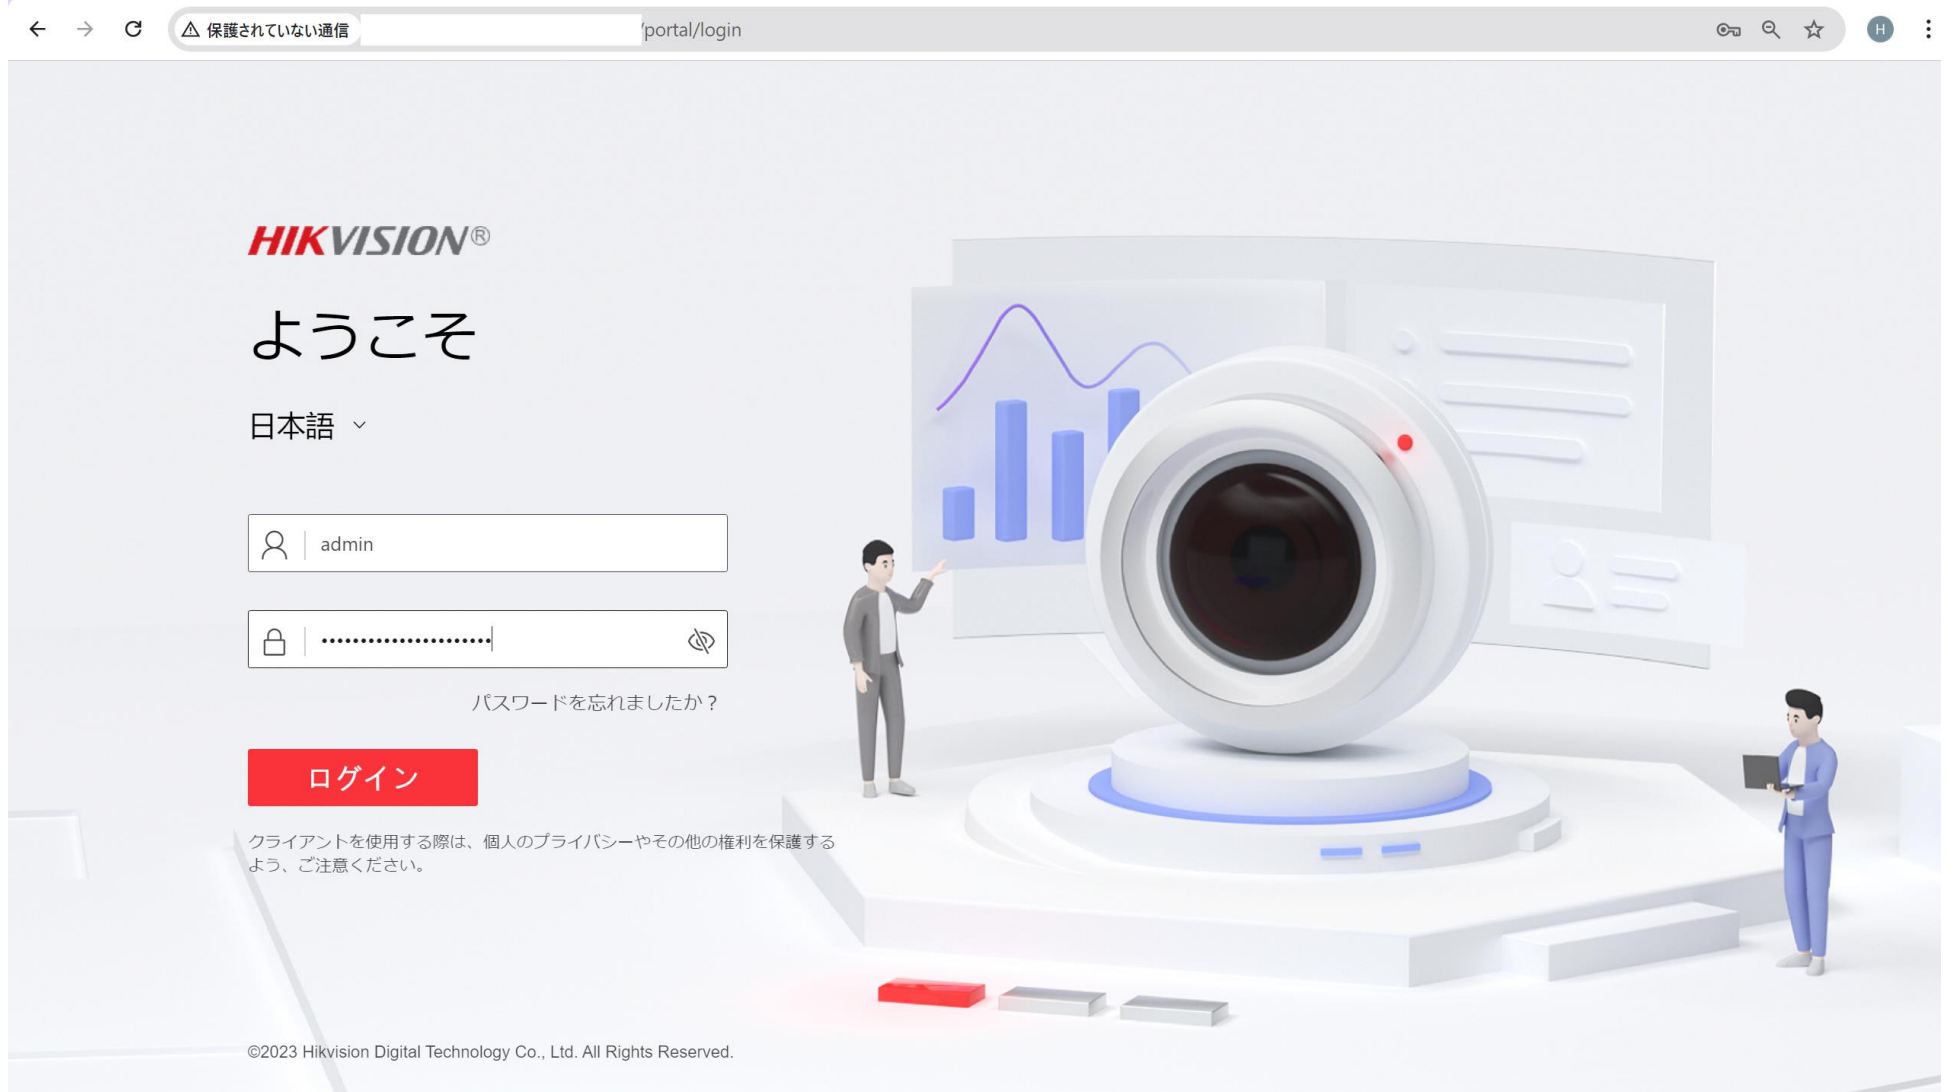 保護されていない通信
/portal/login
H
HIKVISION®
ようこそ
日本語
admin
パスワードを忘れましたか？
ログイン
クライアントを使用する際は、個人のプライバシーやその他の権利を保護する
よう、ご注意ください。
©2023 Hikvision Digital Technology Co., Ltd. All Rights Reserved.